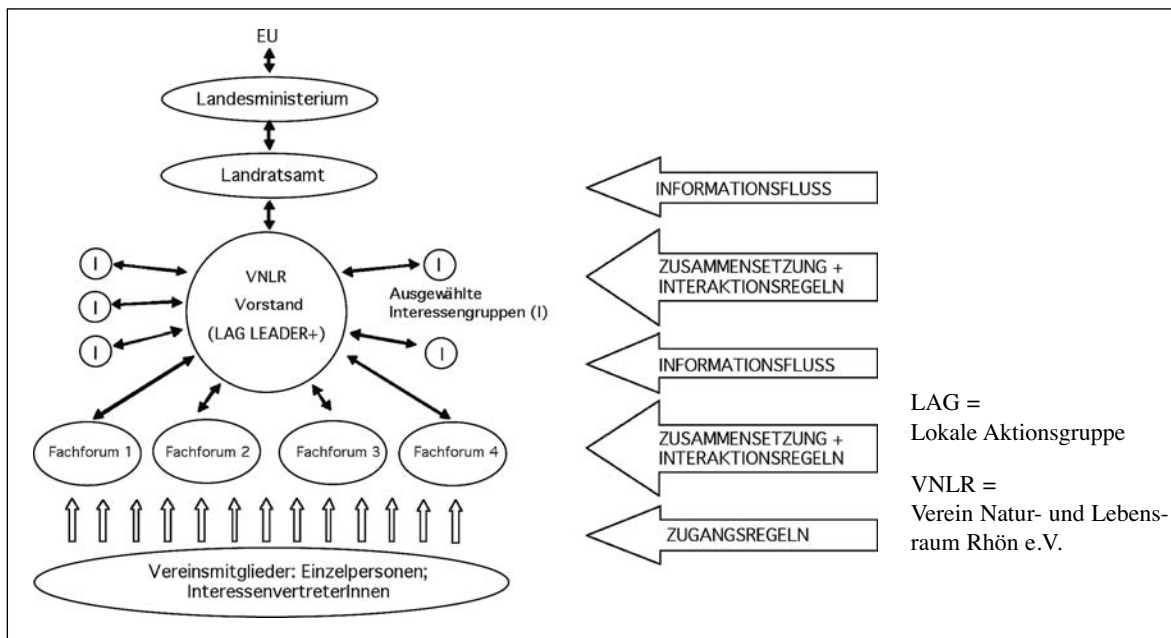 EU
Landesministerium
Landratsamt
INFORMATIONSFLUSS
I
I
I
VNLR
Vorstand
(LAG LEADER+)
I
Ausgewählte
Interessengruppen (I)
I
ZUSAMMENSETZUNG +
INTERAKTIONSREGELN
INFORMATIONSFLUSS
Fachforum 1
Fachforum 2
Fachforum 3
Fachforum 4
ZUSAMMENSETZUNG +
INTERAKTIONSREGELN
ZUGANGSREGELN
Vereinsmitglieder: Einzelpersonen;
InteressenvertreterInnen
LAG =
Lokale Aktionsgruppe
VNLR =
Verein Natur- und Lebens-
raum Rhön e.V.